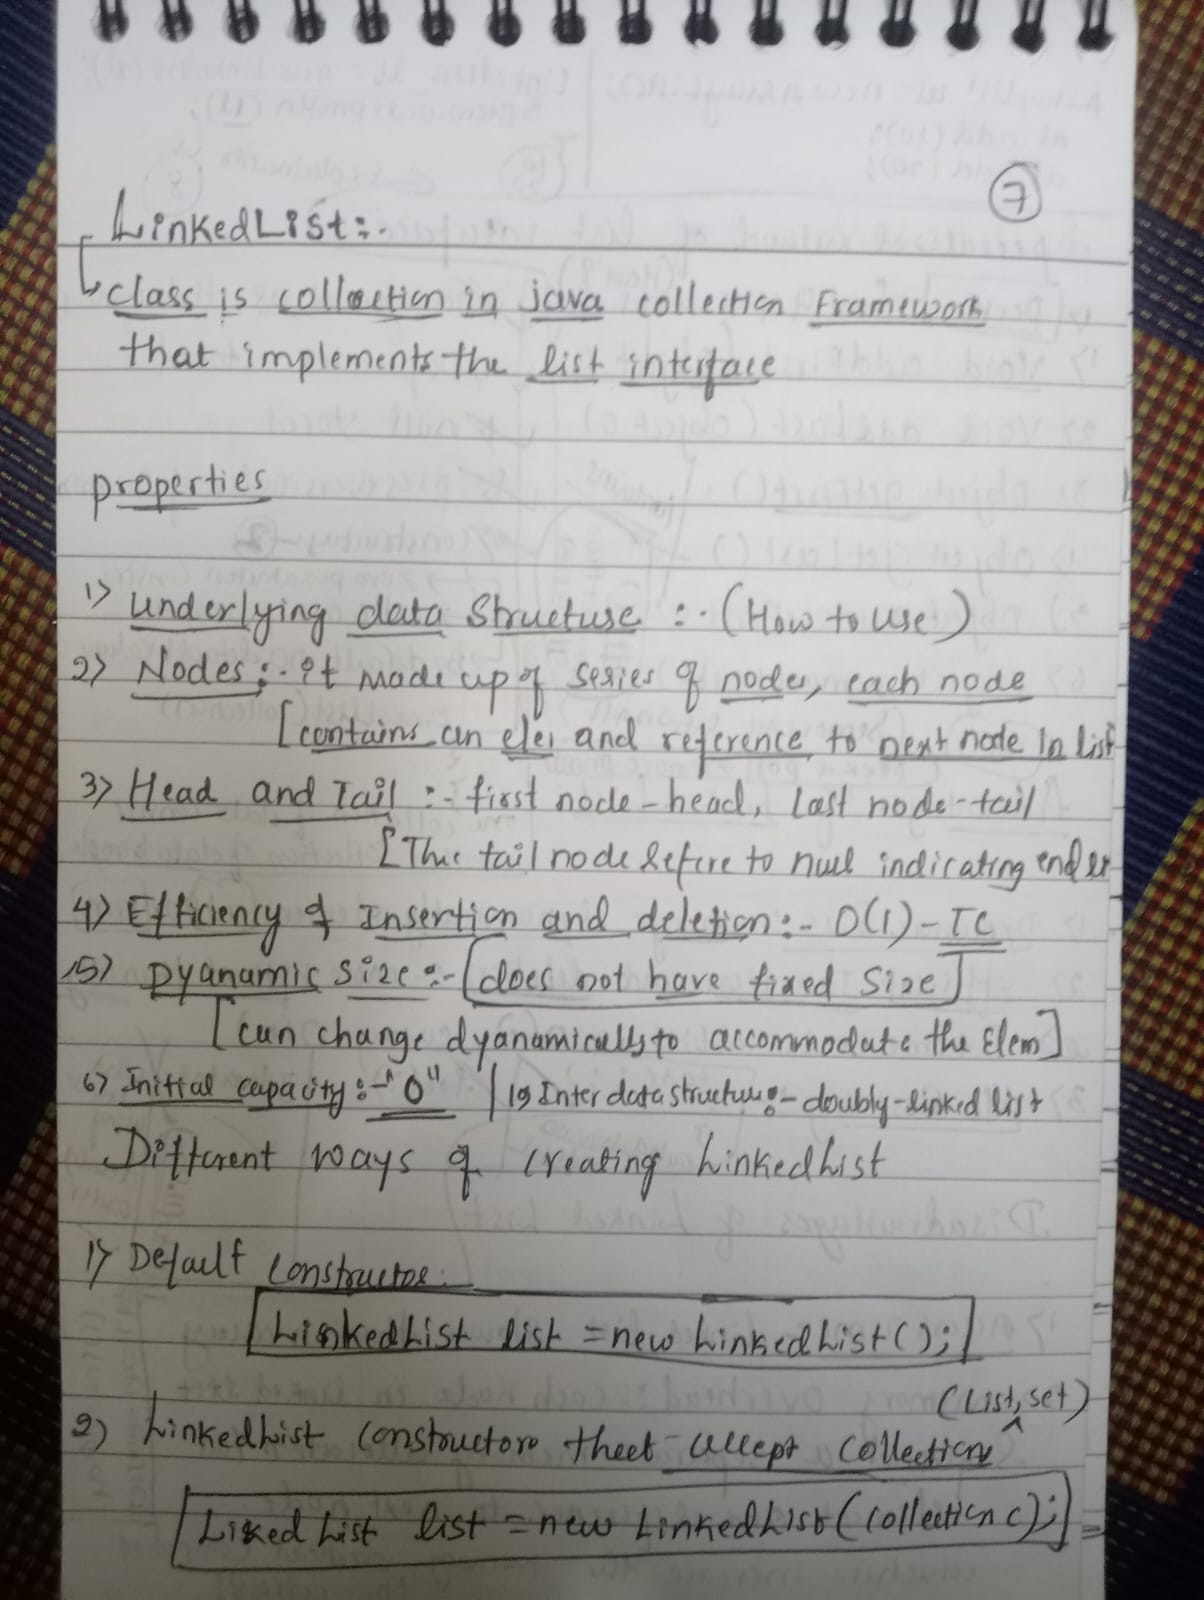 7
LinkedList:-
class is collection in java collection Framework
that implements the list interface
properties
1) Underlying data Structure :- (How to use)
2) Nodes :- it made up of series of nodes, each node
[contains an ele, and reference to next node in list
3) Head and Tail :- first node-head, Last node-tail
[The tail node refere to null indicating end
4) Efficiency of Insertion and deletion:- O(1)-TC
5) Dyanamic size :- [does not have fixed Size]
[can change dyanamically to accommodate the Elem]
6) Initial capacity :- "0" | Inter datastructure:- doubly-linked list
Different ways of creating LinkedList
1) Default constructor.
LinkedList list = new LinkedList();
(List, set)
2) LinkedList constructor that accept collection
Linked List list = new LinkedList(collection c);